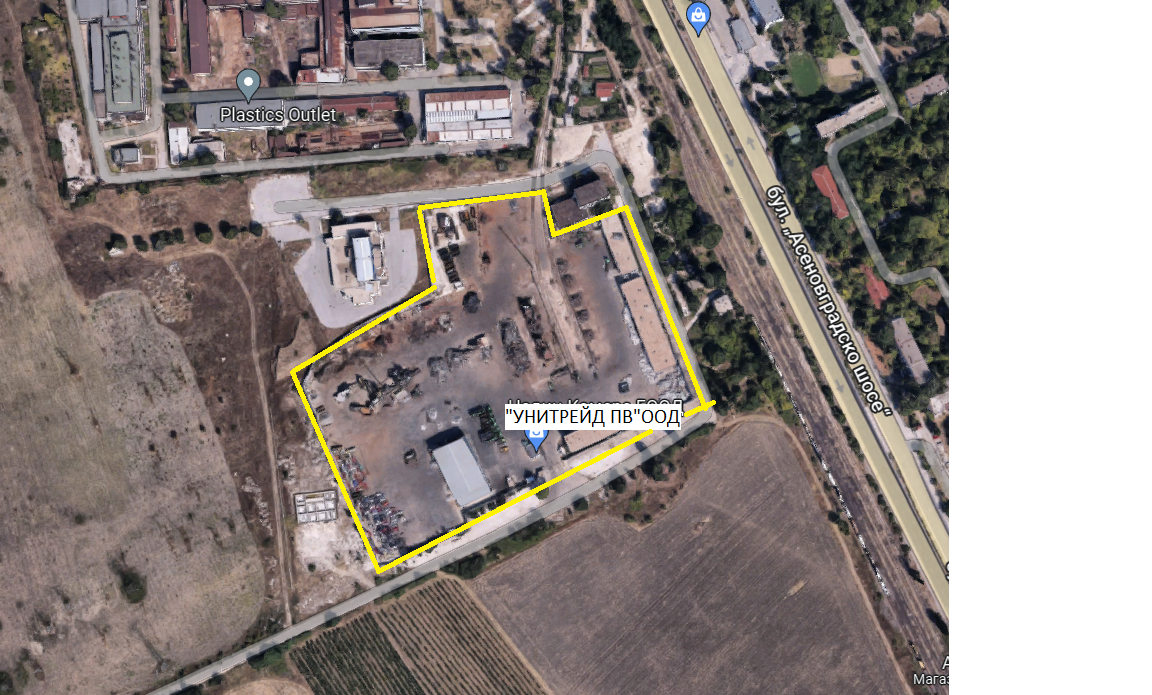 Plastics Outlet
бул. „Асеновградско шосе“
"УНИТРЕЙД ПВ"ООД